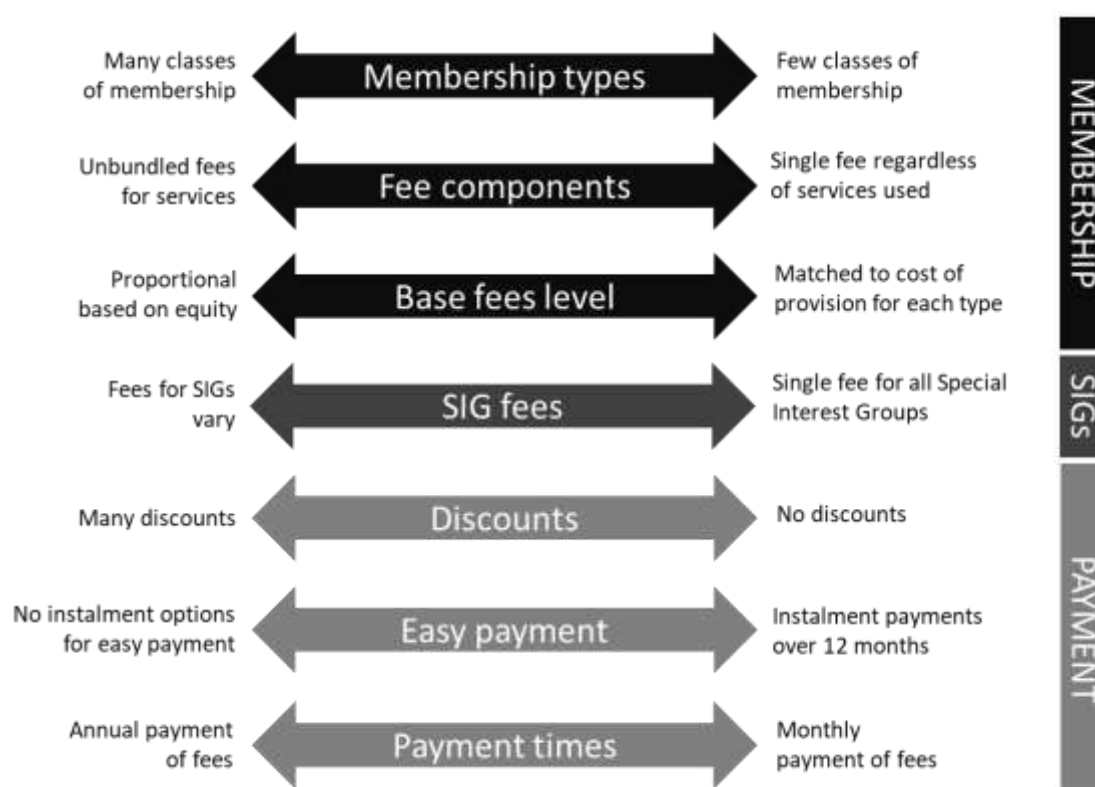 Many classes
of membership
Membership types
Few classes of
membership
Unbundled fees
for services
Fee components
Single fee regardless
of services used
Proportional
based on equity
Base fees level
Matched to cost of
provision for each type
MEMBERSHIP
Fees for SIGs
vary
SIG fees
Single fee for all Special
Interest Groups
SIGs
Many discounts
Discounts
No discounts
No instalment options
for easy payment
Easy payment
Instalment payments
over 12 months
Annual payment
of fees
Payment times
Monthly
payment of fees
PAYMENT